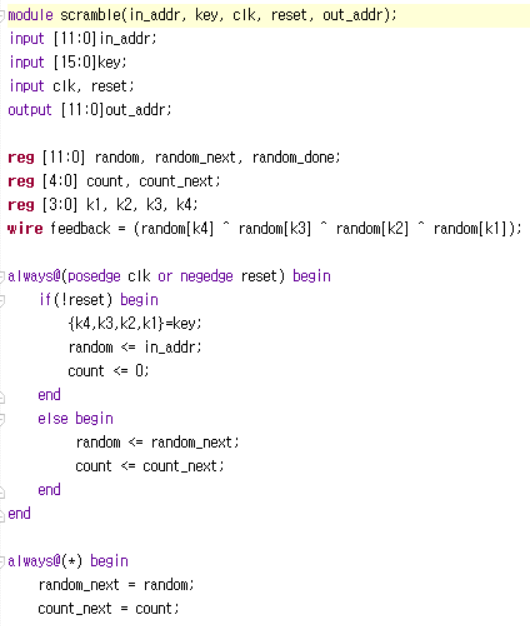 module scramble(in_addr, key, clk, reset, out_addr);
input [11:0]in_addr;
input [15:0]key;
input clk, reset;
output [11:0]out_addr;
reg [11:0] random, random_next, random_done;
reg [4:0] count, count_next;
reg [3:0] k1, k2, k3, k4;
wire feedback = (random[k4] ^ random[k3] ^ random[k2] ^ random[k1]);
always@(posedge clk or negedge reset) begin
if(!reset) begin
{k4,k3,k2,k1}=key;
random <= in_addr;
count <= 0;
end
else begin
random <= random_next;
count <= count_next;
end
end
always@(*) begin
random_next = random;
count_next = count;